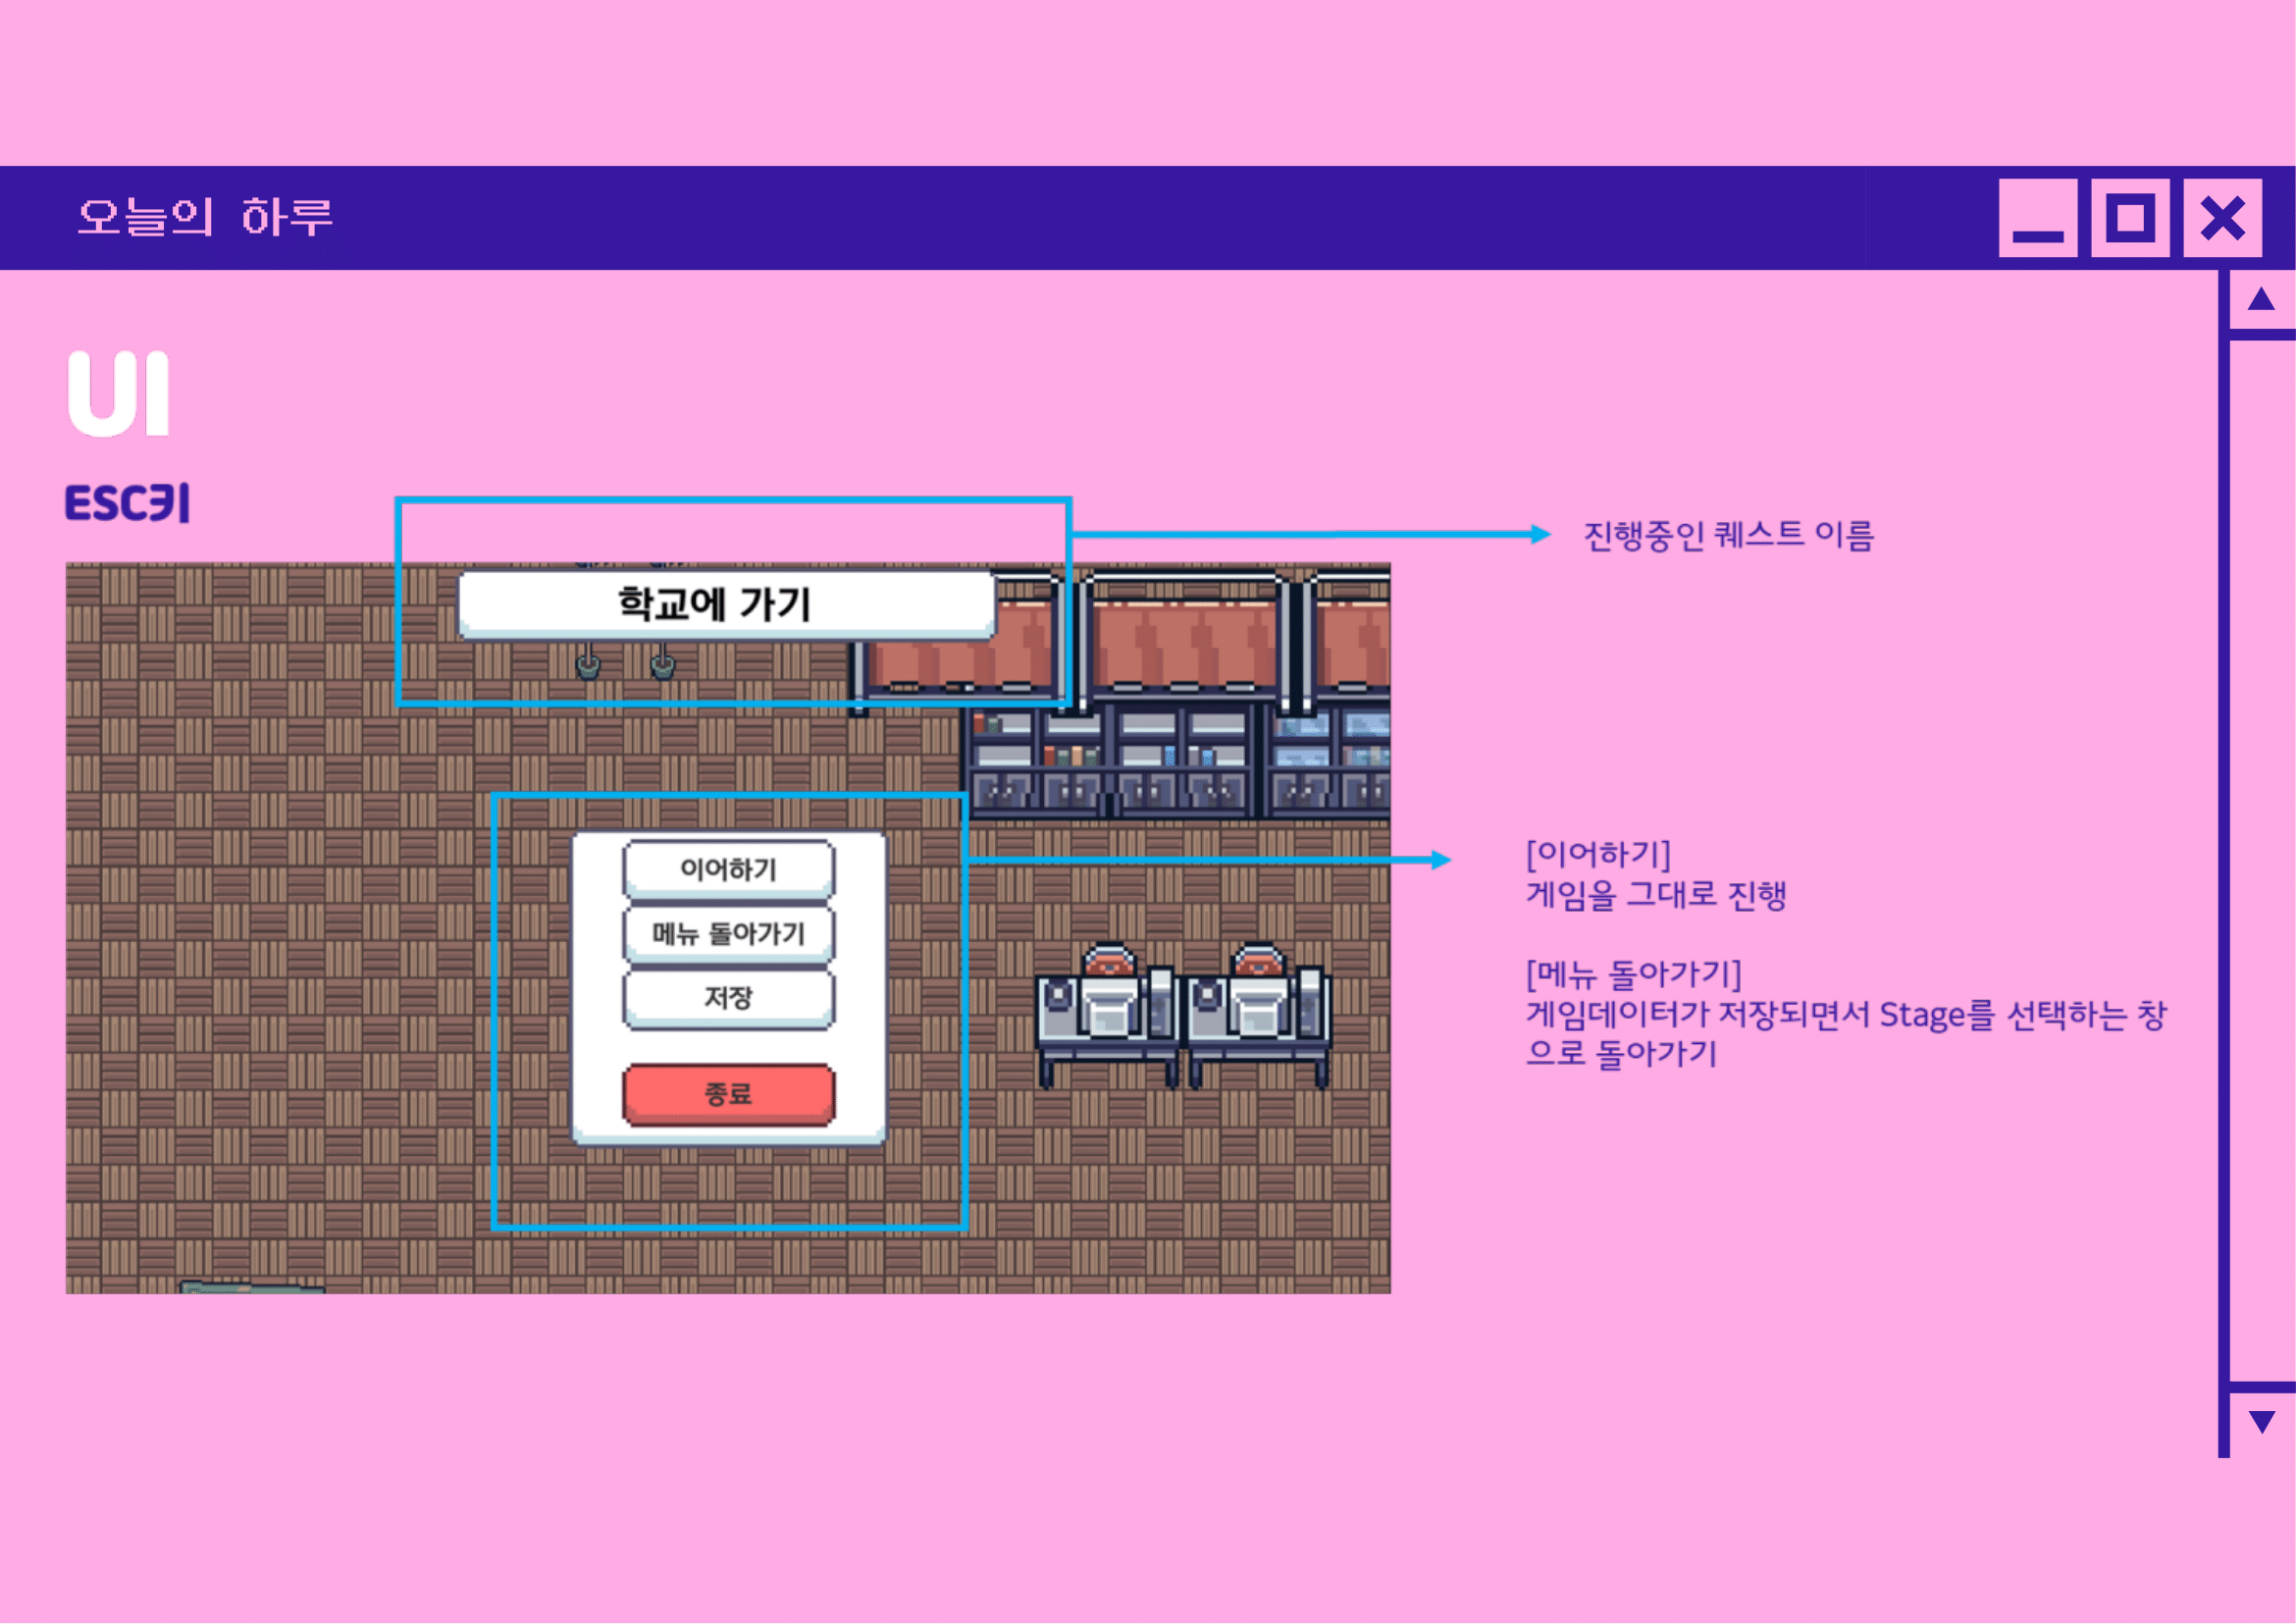 오늘의 하루
UI
ESC키
진행중인 퀘스트 이름
학교에 가기
이어하기
메뉴 돌아가기
저장
종료
[이어하기]
게임을 그대로 진행
[메뉴 돌아가기]
게임데이터가 저장되면서 Stage를 선택하는 창
으로 돌아가기